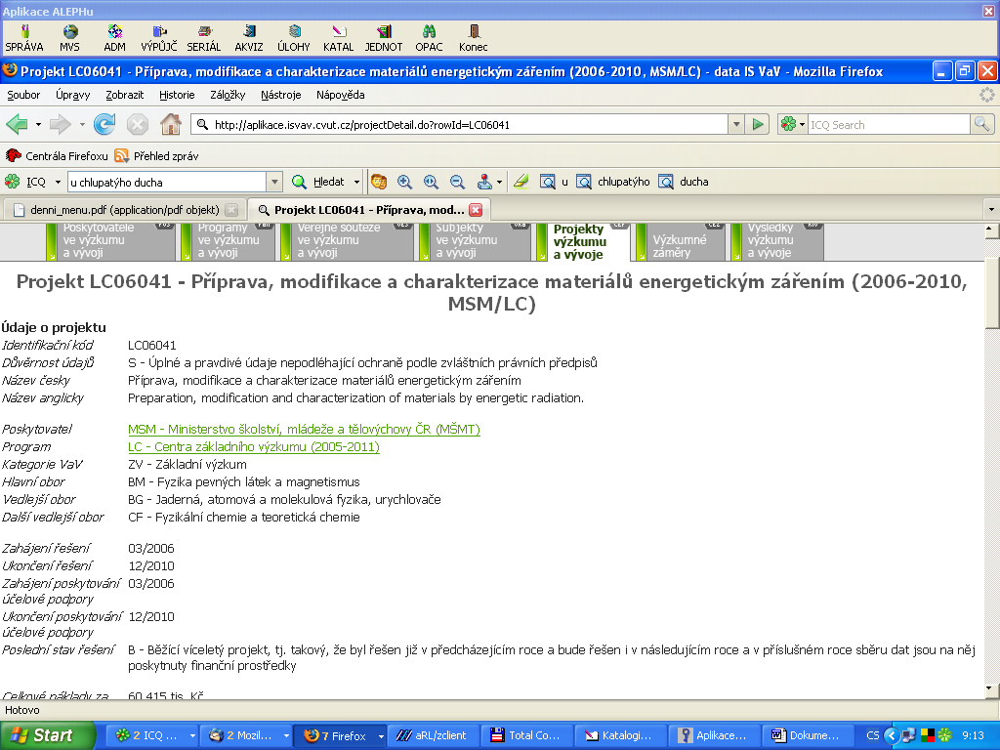 Aplikace ALEPHu
SPRÁVA MVS ADM VÝPŮJČ SERIÁL AKVIZ ÚLOHY KATAL JEDNOT OPAC Konec
Projekt LC06041 - Příprava, modifikace a charakterizace materiálů energetickým zářením (2006-2010, MSM/LC) - data IS VaV - Mozilla Firefox
Soubor Úpravy Zobrazit Historie Záložky Nástroje Nápověda
http://aplikace.isvav.cvut.cz/projectDetail.do?rowId=LC06041 ICQ Search
Centrála Firefoxu Přehled zpráv
ICQ u chlupatýho ducha Hledat u chlupatýho ducha
denni_menu.pdf (application/pdf objekt) Projekt LC06041 - Příprava, mod...
Poskytovatelé Programy Veřejné soutěže Subjekty Projekty Výsledky
ve výzkumu ve výzkumu ve výzkumu ve výzkumu výzkumu Výzkumné výzkumu
a vývoji a vývoji a vývoji a vývoji a vývoje záměry a vývoje
Projekt LC06041 - Příprava, modifikace a charakterizace materiálů energetickým zářením (2006-2010,
MSM/LC)
Údaje o projektu
Identifikační kód LC06041
Důvěrnost údajů S - Úplné a pravdivé údaje nepodléhající ochraně podle zvláštních právních předpisů
Název česky Příprava, modifikace a charakterizace materiálů energetickým zářením
Název anglicky Preparation, modification and characterization of materials by energetic radiation.
Poskytovatel MSM - Ministerstvo školství, mládeže a tělovýchovy ČR (MŠMT)
Program LC - Centra základního výzkumu (2005-2011)
Kategorie VaV ZV - Základní výzkum
Hlavní obor BM - Fyzika pevných látek a magnetismus
Vedlejší obor BG - Jaderná, atomová a molekulová fyzika, urychlovače
Další vedlejší obor CF - Fyzikální chemie a teoretická chemie
Zahájení řešení 03/2006
Ukončení řešení 12/2010
Zahájení poskytování 03/2006
účelové podpory
Ukončení poskytování 12/2010
účelové podpory
Poslední stav řešení B - Běžící víceletý projekt, tj. takový, že byl řešen již v předcházejícím roce a bude řešen i v následujícím roce a v příslušném roce sběru dat jsou na něj
poskytnuty finanční prostředky
Celkové náklady za 60 415 tis. Kč
Hotovo
Start 2 ICQ ... 2 Mozil... 7 Firefox aRL/zclient Total Co... Katalogi... Aplikace... Dokume... CS 9:13